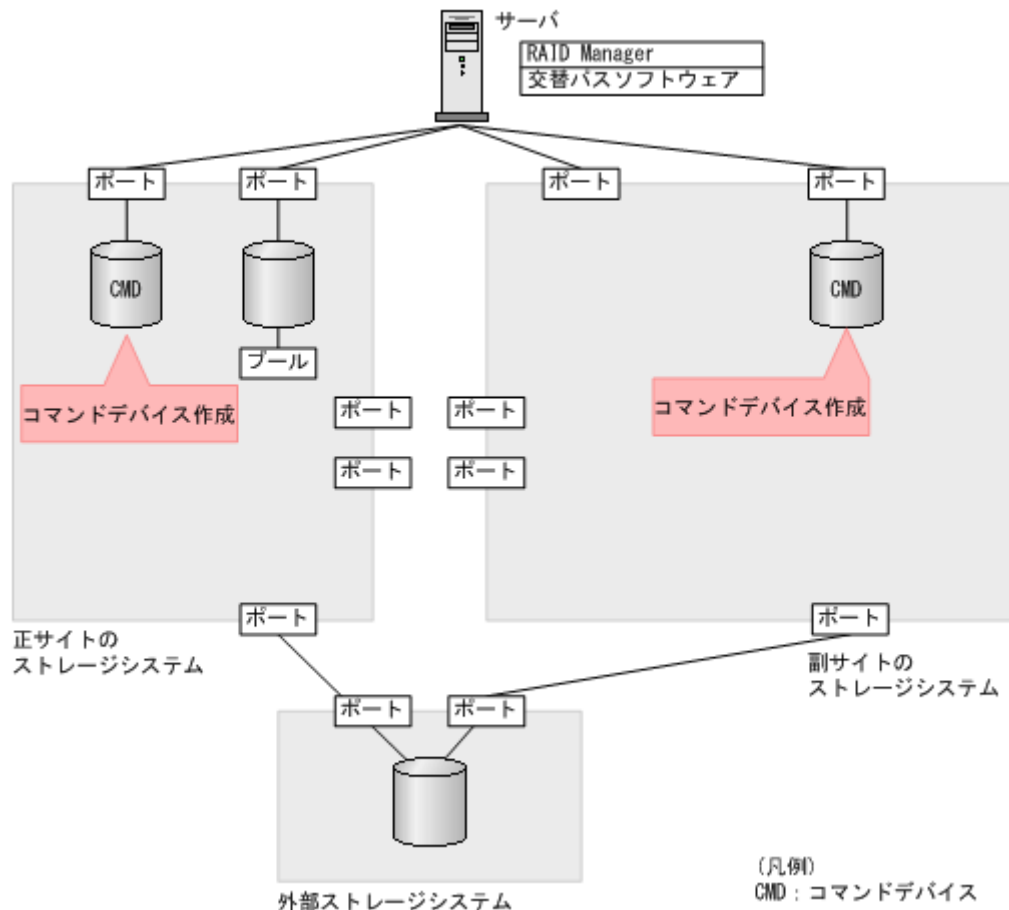 サーバ
RAID Manager
交替パスソフトウェア
ポート
ポート
ポート
ポート
CMD
CMD
プール
コマンドデバイス作成
コマンドデバイス作成
ポート
ポート
ポート
ポート
ポート
ポート
正サイトの
ストレージシステム
副サイトの
ストレージシステム
ポート
ポート
外部ストレージシステム
(凡例)
CMD:コマンドデバイス